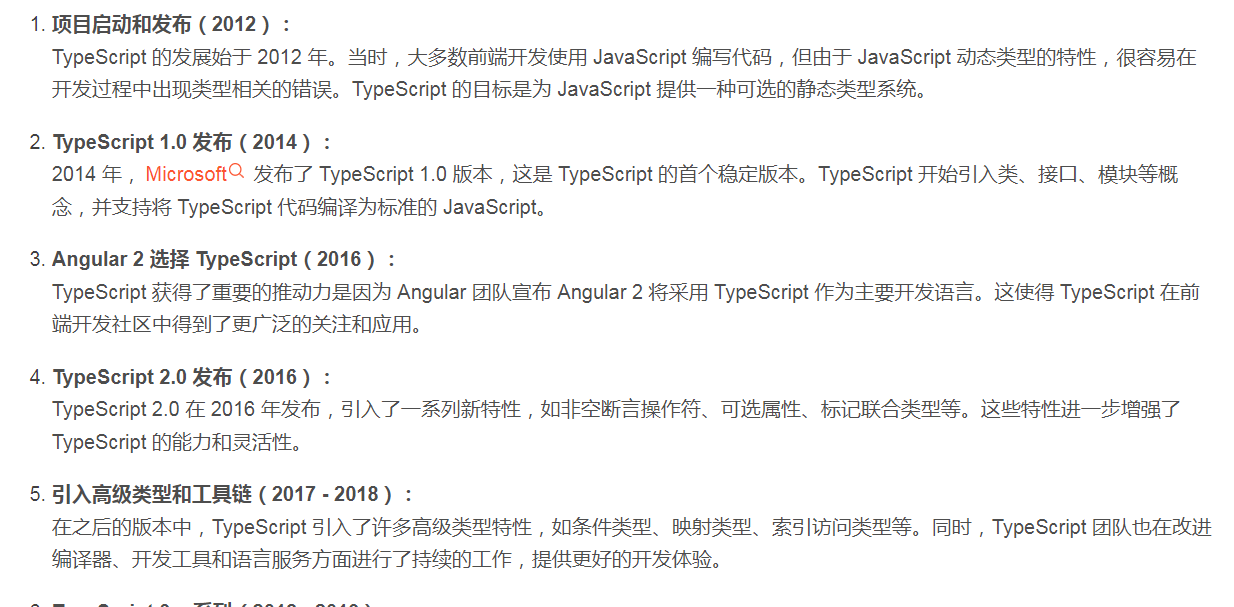 1. 项目启动和发布（2012）：
TypeScript 的发展始于 2012 年。当时，大多数前端开发使用 JavaScript 编写代码，但由于 JavaScript 动态类型的特性，很容易在
开发过程中出现类型相关的错误。TypeScript 的目标是为 JavaScript 提供一种可选的静态类型系统。
2. TypeScript 1.0 发布（2014）：
2014 年，Microsoft 发布了 TypeScript 1.0 版本，这是 TypeScript 的首个稳定版本。TypeScript 开始引入类、接口、模块等概
念，并支持将 TypeScript 代码编译为标准的 JavaScript。
3. Angular 2 选择 TypeScript（2016）：
TypeScript 获得了重要的推动力是因为 Angular 团队宣布 Angular 2 将采用 TypeScript 作为主要开发语言。这使得 TypeScript 在前
端开发社区中得到了更广泛的关注和应用。
4. TypeScript 2.0 发布（2016）：
TypeScript 2.0 在 2016 年发布，引入了一系列新特性，如非空断言操作符、可选属性、标记联合类型等。这些特性进一步增强了
TypeScript 的能力和灵活性。
5. 引入高级类型和工具链（2017 - 2018）：
在之后的版本中，TypeScript 引入了许多高级类型特性，如条件类型、映射类型、索引访问类型等。同时，TypeScript 团队也在改进
编译器、开发工具和语言服务方面进行了持续的工作，提供更好的开发体验。